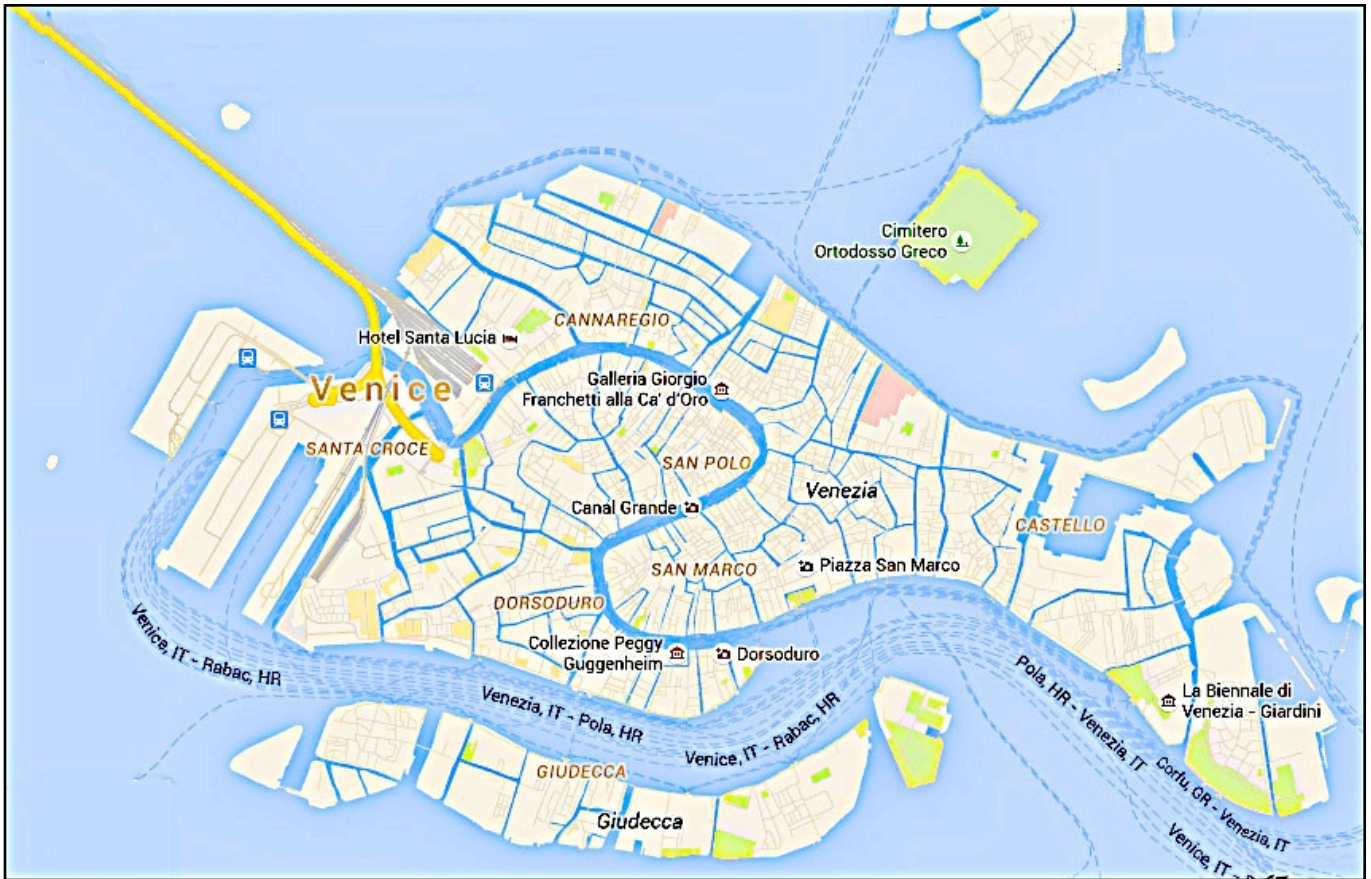 Cimitero
Ortodosso Greco
CANNAREGIO
Hotel Santa Lucia
Venice
Galleria Giorgio
Franchetti alla Ca' d'Oro
SANTA CROCE
SAN POLO
Venezia
Canal Grande
CASTELLO
SAN MARCO
Piazza San Marco
DORSODURO
Collezione Peggy
Guggenheim
Dorsoduro
Venice, IT - Rabac, HR
Venezia, IT - Pola, HR
Venice, IT - Rabac, HR
Pola, HR - Venezia, IT
La Biennale di
Venezia - Giardini
GIUDECCA
Giudecca
Corfu, GR - Venezia, IT
Venice, IT